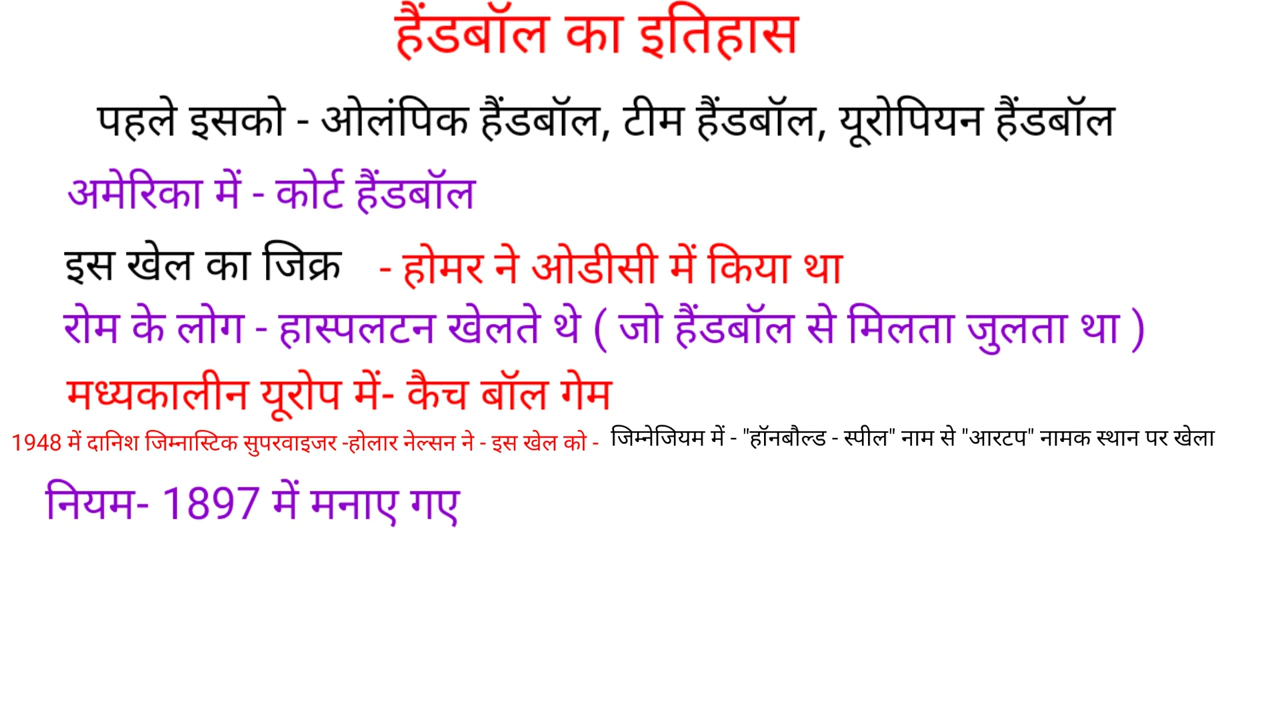 हैंडबॉल का इतिहास
पहले इसको - ओलंपिक हैंडबॉल, टीम हैंडबॉल, यूरोपियन हैंडबॉल
अमेरिका में - कोर्ट हैंडबॉल
इस खेल का जिक्र - होमर ने ओडीसी में किया था
रोम के लोग - हास्पलटन खेलते थे ( जो हैंडबॉल से मिलता जुलता था )
मध्यकालीन यूरोप में- कैच बॉल गेम
1948 में दानिश जिम्नास्टिक सुपरवाइजर -होलार नेल्सन ने - इस खेल को - जिम्नेजियम में - "हॉनबौल्ड - स्पील" नाम से "आरटप" नामक स्थान पर खेला
नियम- 1897 में मनाए गए